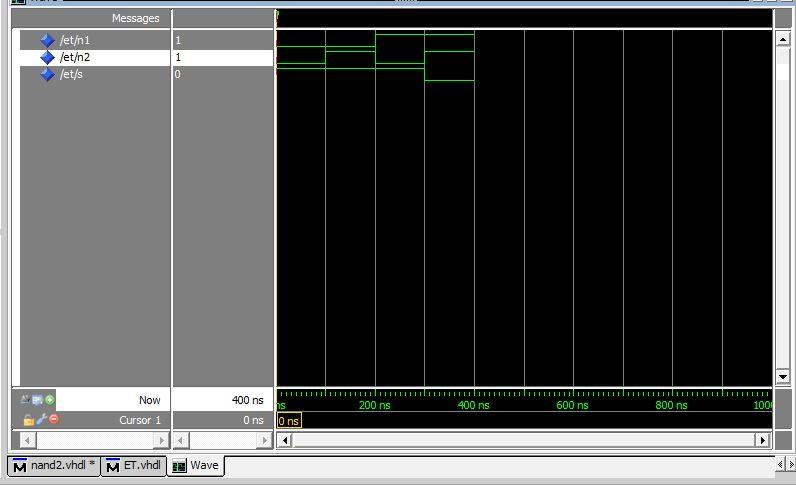 Messages
/et/n1 1
/et/n2 1
/et/s 0
Now 400 ns
ns 200 ns 400 ns 600 ns 800 ns 1000
Cursor 1 0 ns 0 ns
nand2.vhdl * ET.vhdl Wave